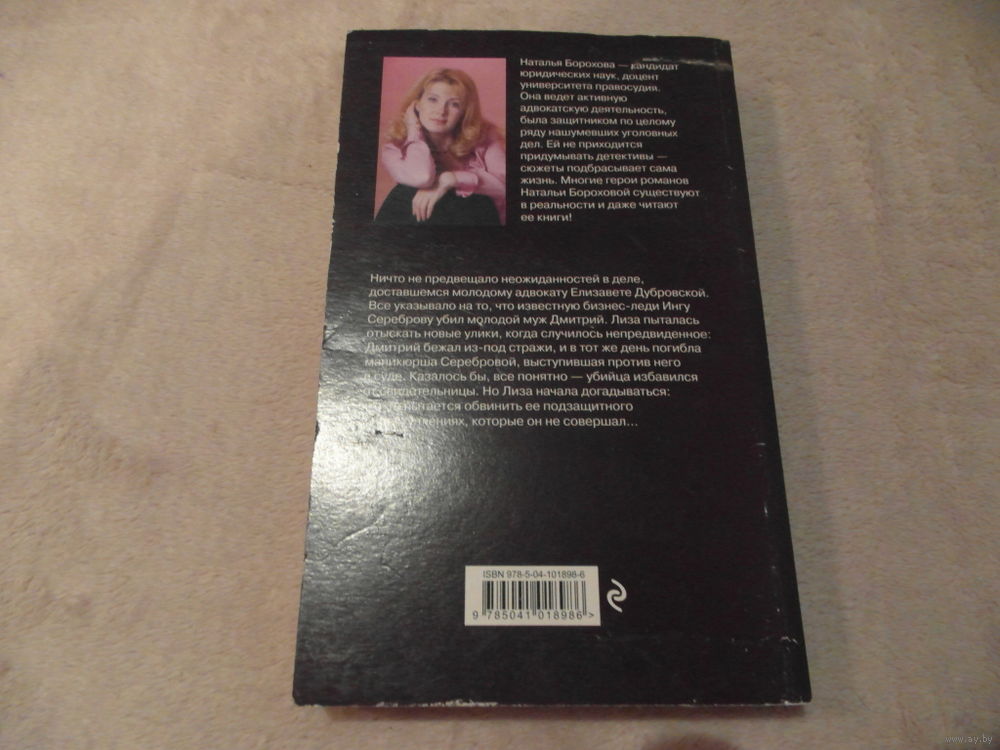 Наталья Борохова — кандидат
юридических наук, доцент
университета правосудия.
Она ведет активную
адвокатскую деятельность,
была защитником по целому
ряду нашумевших уголовных
дел. Ей не приходится
придумывать детективы —
сюжеты подбрасывает сама
жизнь. Многие герои романов
Натальи Бороховой существуют
в реальности и даже читают
ее книги!
Ничто не предвещало неожиданностей в деле,
доставшемся молодому адвокату Елизавете Дубровской.
Все указывало на то, что известную бизнес-леди Ингу
Сереброву убил молодой муж Дмитрий. Лиза пыталась
отыскать новые улики, когда случилось непредвиденное:
Дмитрий бежал из-под стражи, и в тот же день погибла
маникюрша Серебровой, выступившая против него
в суде. Казалось бы, все понятно — убийца избавился
от свидетельницы. Но Лиза начала догадываться:
пытается обвинить ее подзащитного
которые он не совершал...
ISBN 978-5-04-101898-6
9 785041 018986 >
www.ay.by